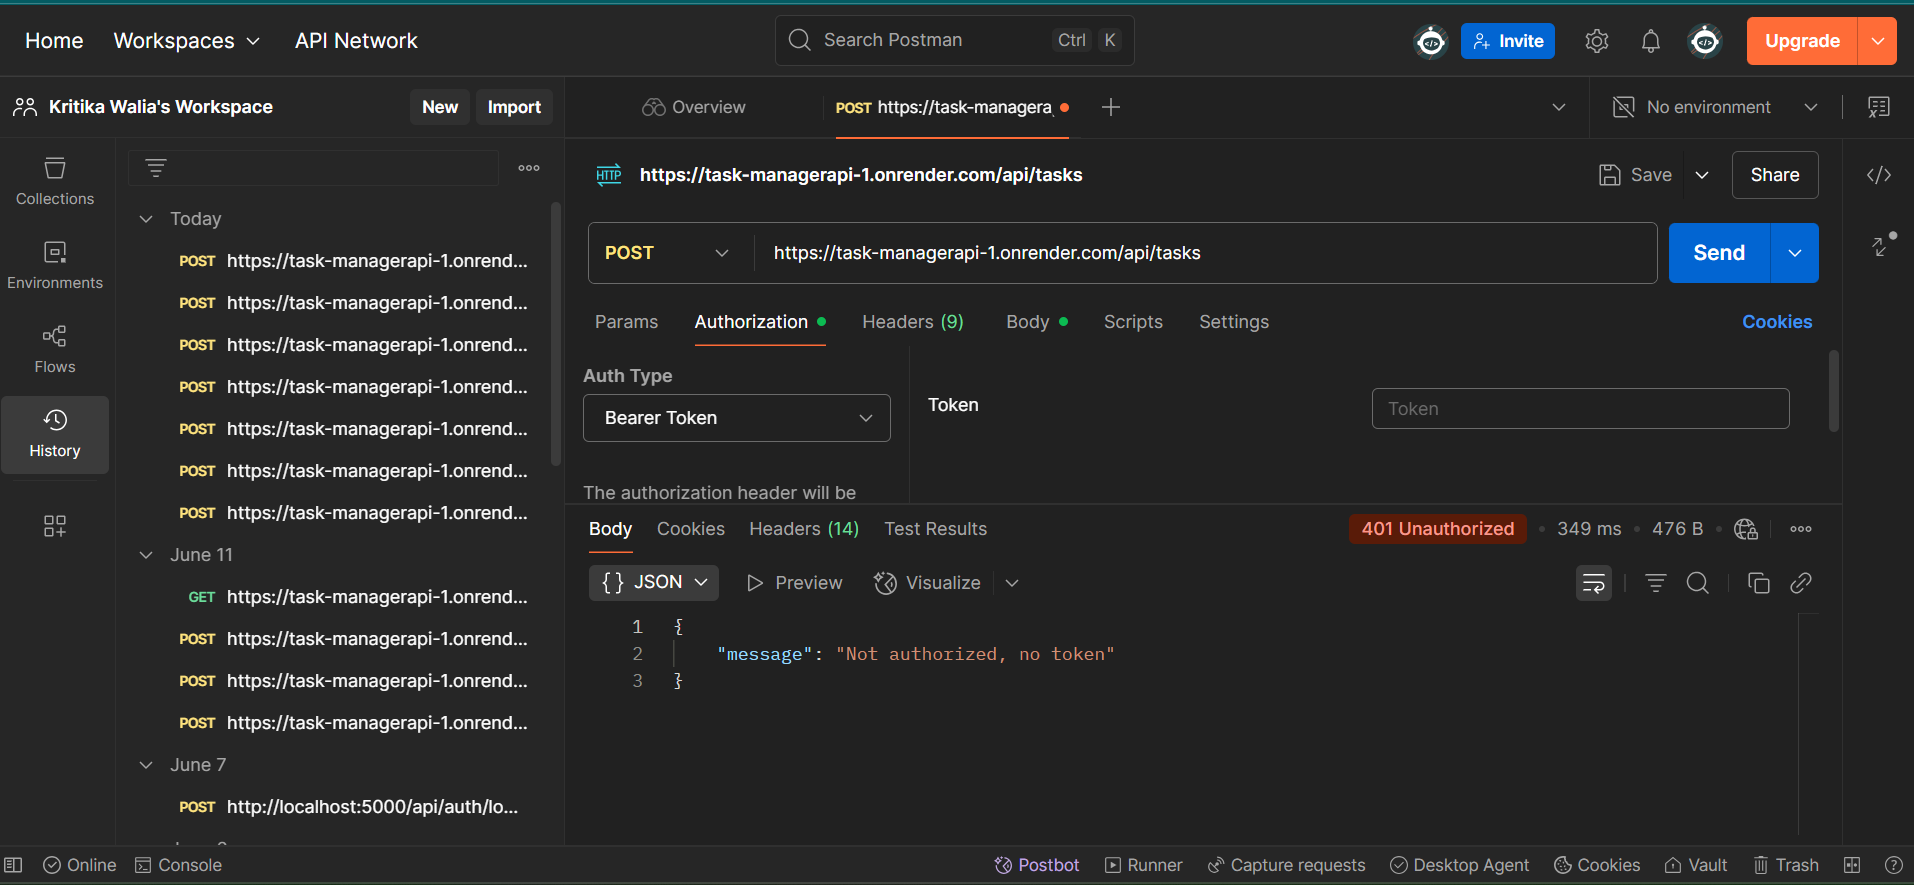 Home Workspaces API Network Search Postman Ctrl K Invite Upgrade
Kritika Walia's Workspace New Import Overview POST https://task-managera No environment
Collections
Environments
Flows
History
Today
POST https://task-managerapi-1.onrend...
POST https://task-managerapi-1.onrend...
POST https://task-managerapi-1.onrend...
POST https://task-managerapi-1.onrend...
POST https://task-managerapi-1.onrend...
POST https://task-managerapi-1.onrend...
POST https://task-managerapi-1.onrend...
June 11
GET https://task-managerapi-1.onrend...
POST https://task-managerapi-1.onrend...
POST https://task-managerapi-1.onrend...
POST https://task-managerapi-1.onrend...
June 7
POST http://localhost:5000/api/auth/lo...
HTTP https://task-managerapi-1.onrender.com/api/tasks Save Share
POST https://task-managerapi-1.onrender.com/api/tasks Send
Params Authorization Headers (9) Body Scripts Settings Cookies
Auth Type
Bearer Token
Token Token
The authorization header will be
Body Cookies Headers (14) Test Results 401 Unauthorized 349 ms 476 B
{} JSON Preview Visualize
1 {
2 "message": "Not authorized, no token"
3 }
Online Console Postbot Runner Capture requests Desktop Agent Cookies Vault Trash